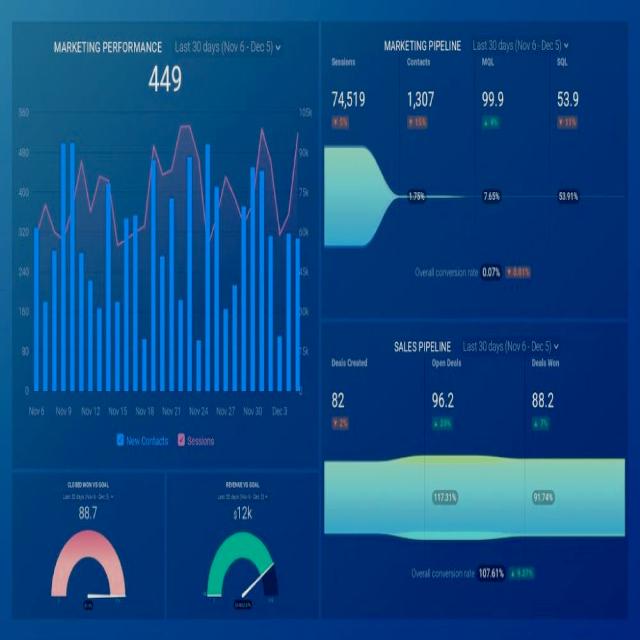 MARKETING PERFORMANCE Last 30 days (Nov 6 - Dec 5)
449
560 105k
480 90k
400 75k
320 60k
240 45k
160 30k
80 15k
0 0
Nov 6 Nov 9 Nov 12 Nov 15 Nov 18 Nov 21 Nov 24 Nov 27 Nov 30 Dec 3
New Contacts Sessions
CLOSED WON VS GOAL
Last 30 days (Nov 6 - Dec 5)
88.7
REVENUE VS GOAL
Last 30 days (Nov 6 - Dec 5)
$12k
MARKETING PIPELINE Last 30 days (Nov 6 - Dec 5)
Sessions Contacts MQL SQL
74,519 1,307 99.9 53.9
▼ 5% ▼ 15% ▲ 4%
1.75% 7.65% 53.91%
Overall conversion rate 0.07% ▼ 0.01%
SALES PIPELINE Last 30 days (Nov 6 - Dec 5)
Deals Created Open Deals Deals Won
82 96.2 88.2
▼ 2% ▲ 7%
117.31% 91.74%
Overall conversion rate 107.61%